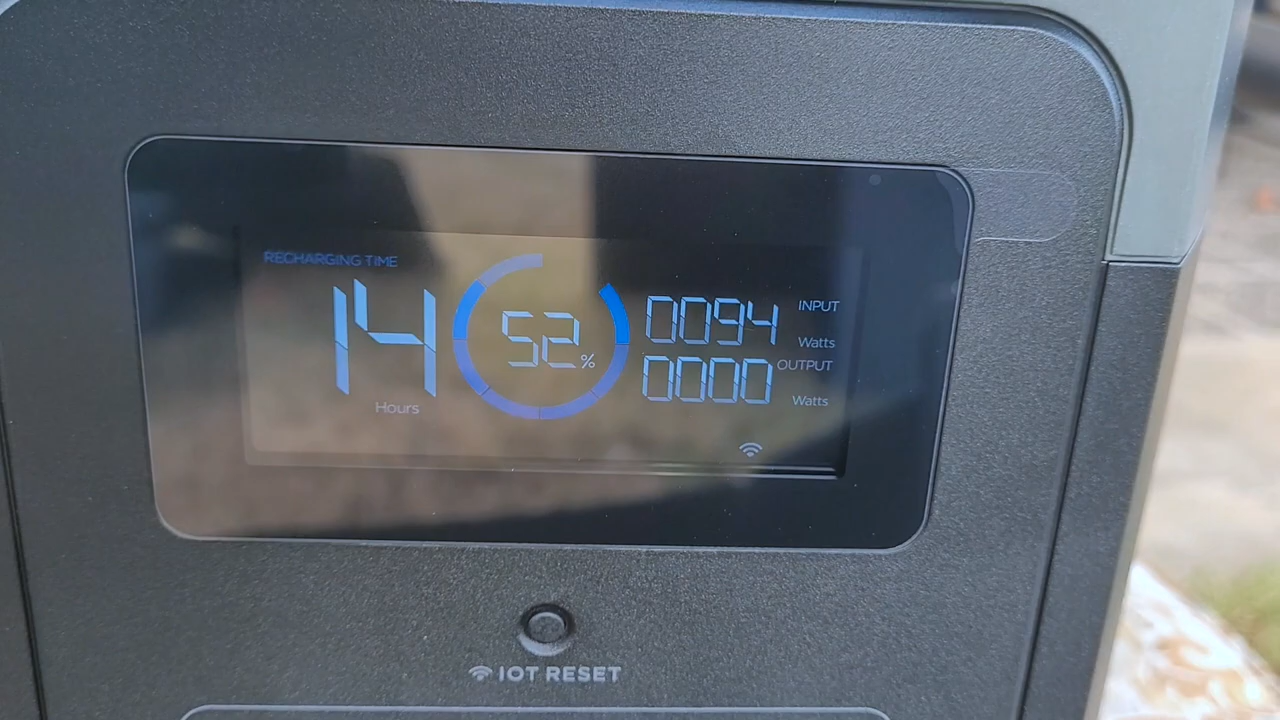 RECHARGING TIME
14
Hours
52%
0094 INPUT
Watts
0000 OUTPUT
Watts
IOT RESET